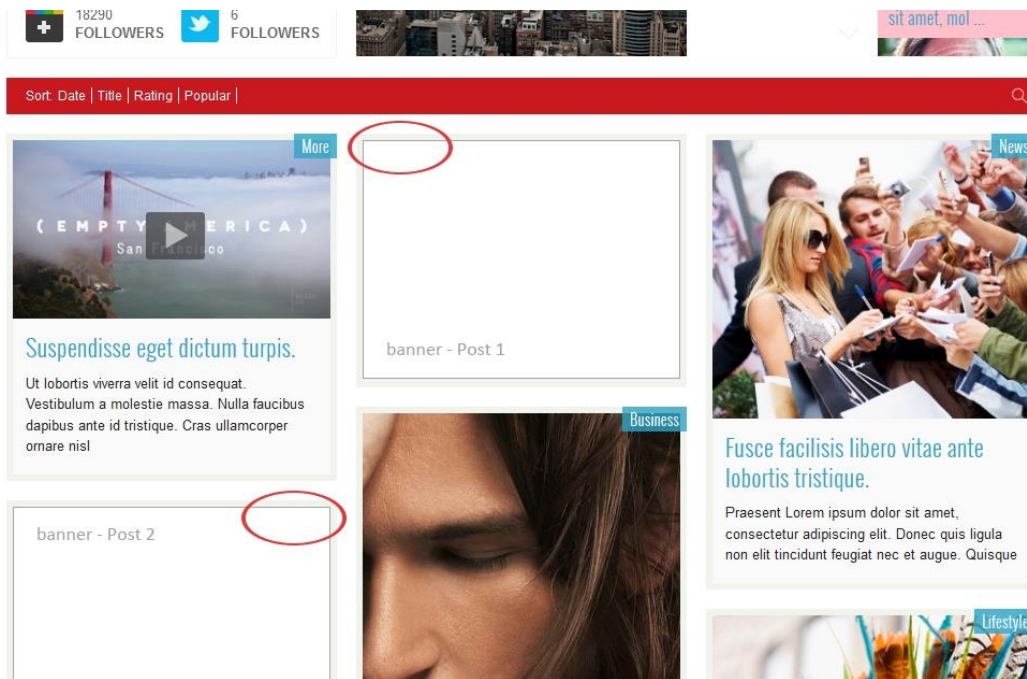 18290
FOLLOWERS
6
FOLLOWERS
sit amet, mol ...
Sort: Date | Title | Rating | Popular |
More
( EMPTY AMERICA )
San Francisco
Suspendisse eget dictum turpis.
Ut lobortis viverra velit id consequat.
Vestibulum a molestie massa. Nulla faucibus
dapibus ante id tristique. Cras ullamcorper
ornare nisl
banner - Post 2
banner - Post 1
Business
News
Fusce facilisis libero vitae ante
lobortis tristique.
Praesent Lorem ipsum dolor sit amet,
consectetur adipiscing elit. Donec quis ligula
non elit tincidunt feugiat nec et augue. Quisque
Lifestyle